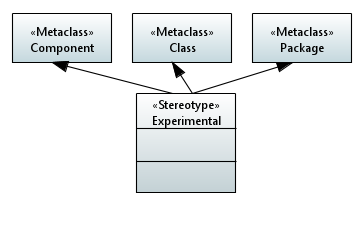 «Metaclass»
Component
«Metaclass»
Class
«Metaclass»
Package
«Stereotype»
Experimental